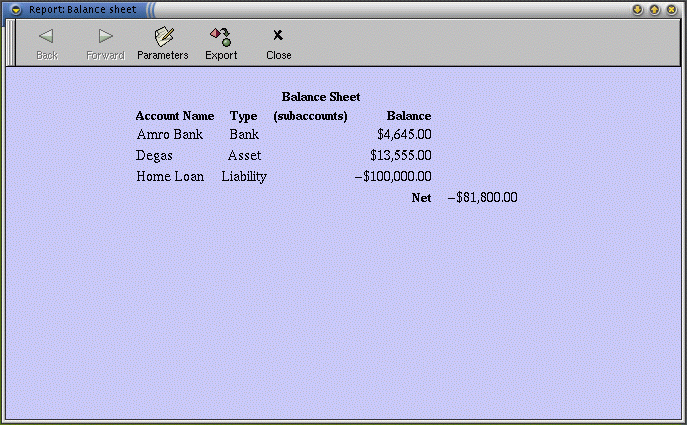 Report: Balance sheet
Back Forward Parameters Export Close
Balance Sheet
Account Name Type (subaccounts) Balance
Amro Bank Bank $4,645.00
Degas Asset $13,555.00
Home Loan Liability −$100,000.00
Net −$81,800.00